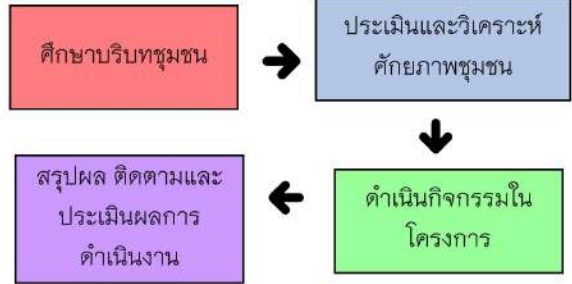 ศึกษาบริบทชุมชน
ประเมินและวิเคราะห์
ศักยภาพชุมชน
ดำเนินกิจกรรมใน
โครงการ
สรุปผล ติดตามและ
ประเมินผลการ
ดำเนินงาน